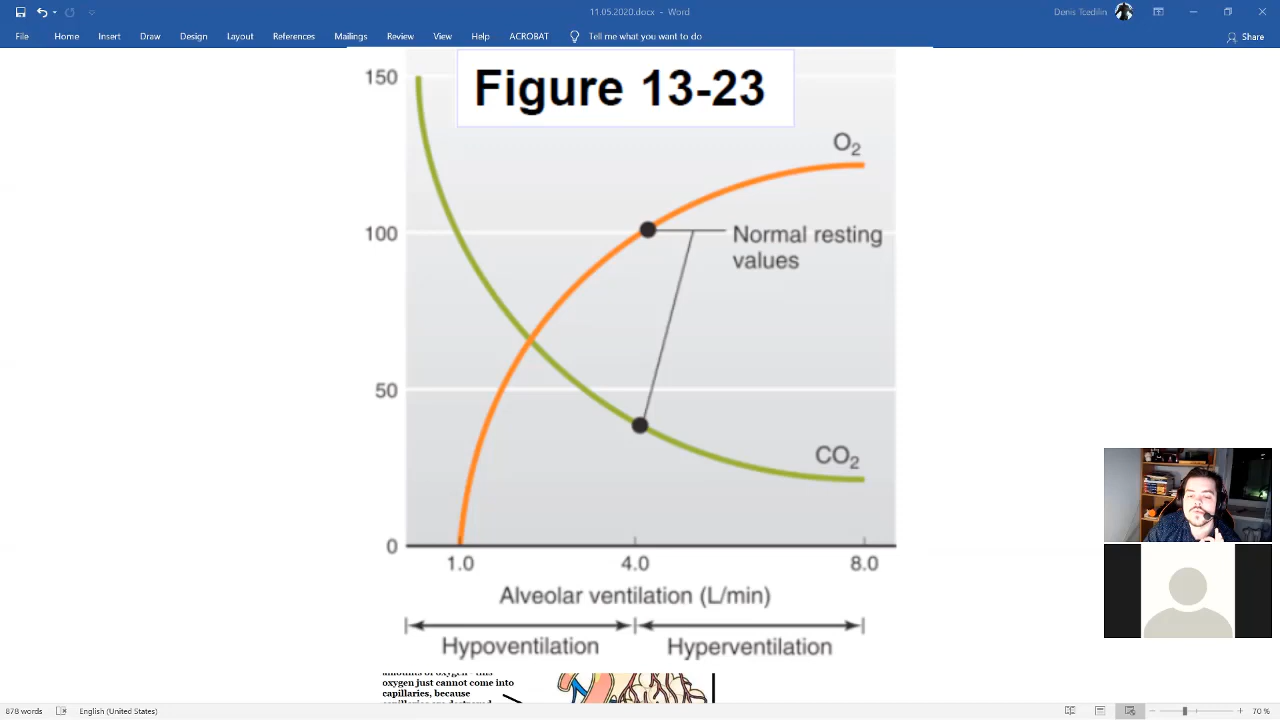 11.05.2020.docx - Word
Denis Tcedilin
File Home Insert Draw Design Layout References Mailings Review View Help ACROBAT Tell me what you want to do Share
Figure 13-23
150
O₂
100
Normal resting
values
50
CO₂
0
1.0 4.0 8.0
Alveolar ventilation (L/min)
Hypoventilation Hyperventilation
oxygen just cannot come into
capillaries, because
878 words English (United States) 70 %